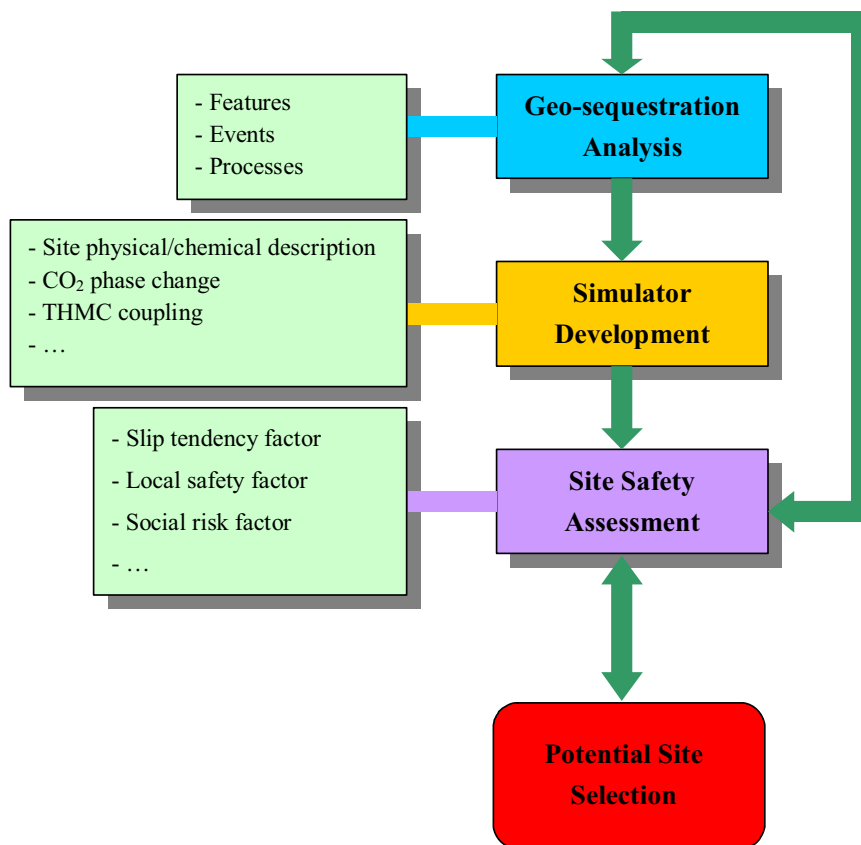 - Features
- Events
- Processes
Geo-sequestration
Analysis
- Site physical/chemical description
- CO₂ phase change
- THMC coupling
- …
Simulator
Development
- Slip tendency factor
- Local safety factor
- Social risk factor
- …
Site Safety
Assessment
Potential Site
Selection